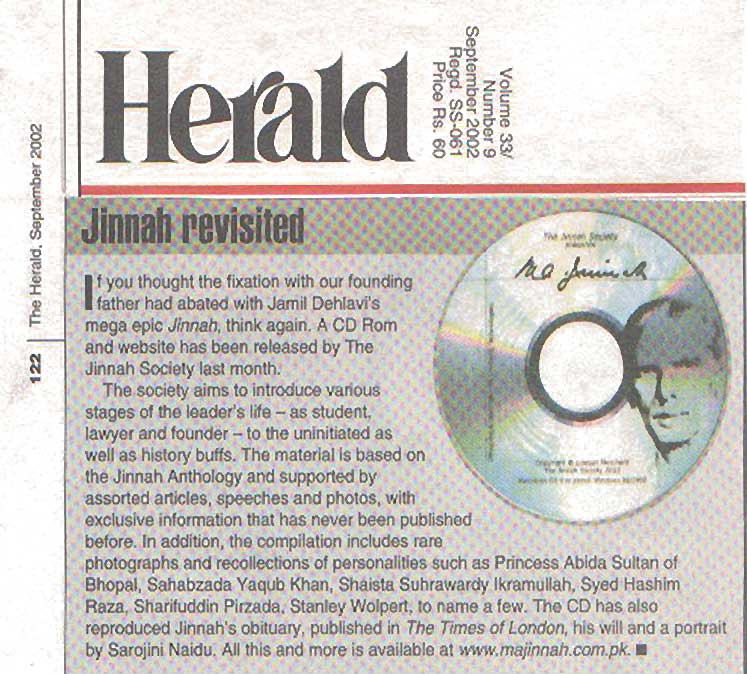 Herald
Volume 33/
Number 9
September 2002
Regd. SS-061
Price Rs. 60
122 | The Herald, September 2002
Jinnah revisited
If you thought the fixation with our founding
father had abated with Jamil Dehlavi's
mega epic Jinnah, think again. A CD Rom
and website has been released by The
Jinnah Society last month.
The society aims to introduce various
stages of the leader's life – as student,
lawyer and founder – to the uninitiated as
well as history buffs. The material is based on
the Jinnah Anthology and supported by
assorted articles, speeches and photos, with
exclusive information that has never been published
before. In addition, the compilation includes rare
photographs and recollections of personalities such as Princess Abida Sultan of
Bhopal, Sahabzada Yaqub Khan, Shaista Suhrawardy Ikramullah, Syed Hashim
Raza, Sharifuddin Pirzada, Stanley Wolpert, to name a few. The CD has also
reproduced Jinnah's obituary, published in The Times of London, his will and a portrait
by Sarojini Naidu. All this and more is available at www.majinnah.com.pk. ■
The Jinnah Society
presents
M A Jinnah
The Jinnah Society